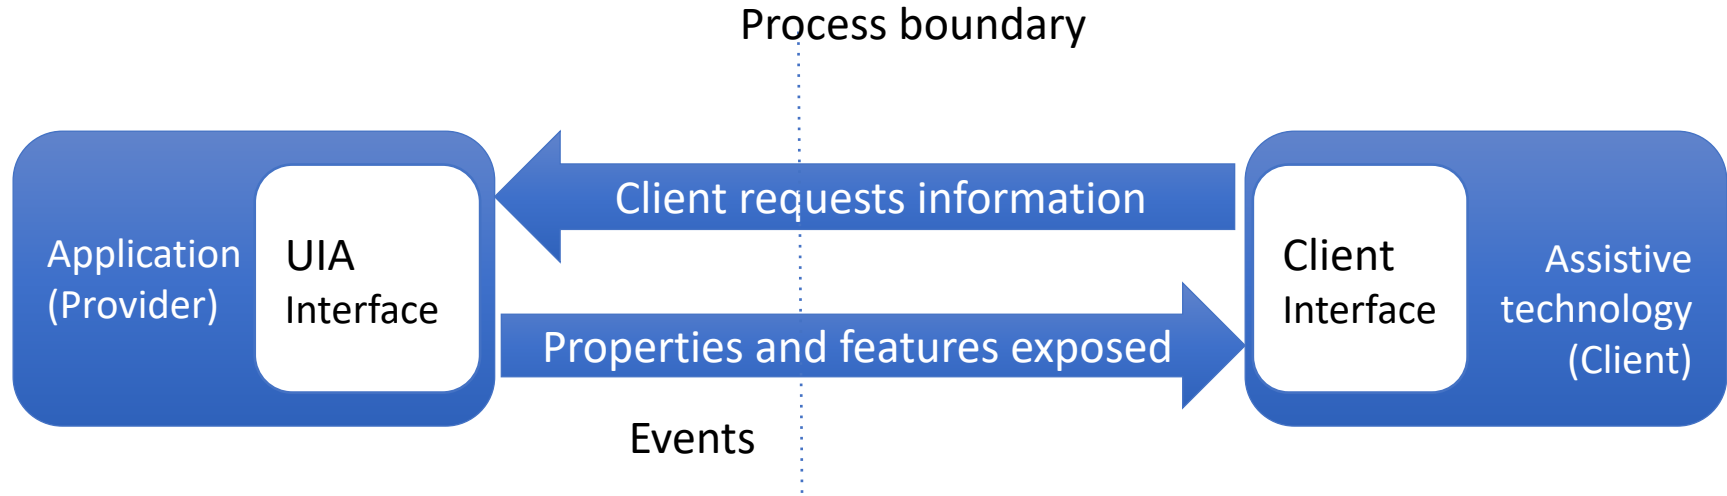 Process boundary
Client requests information
Application
(Provider)
UIA
Interface
Client
Interface
Assistive
technology
(Client)
Properties and features exposed
Events